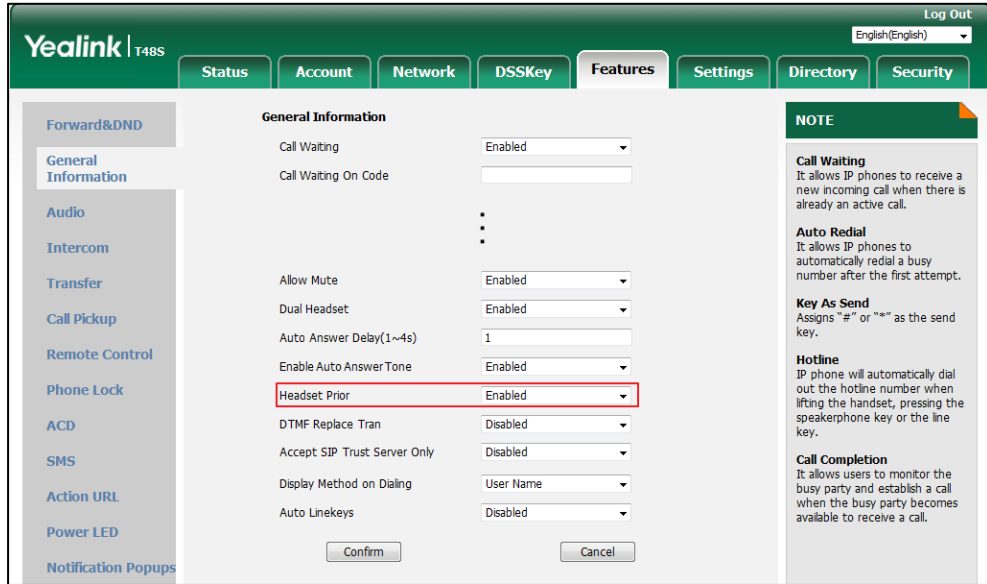 Log Out
Yealink T48S
English(English)
Status Account Network DSSKey Features Settings Directory Security
Forward&DND
General
Information
Audio
Intercom
Transfer
Call Pickup
Remote Control
Phone Lock
ACD
SMS
Action URL
Power LED
Notification Popups
General Information
Call Waiting Enabled
Call Waiting On Code
Allow Mute Enabled
Dual Headset Enabled
Auto Answer Delay(1~4s) 1
Enable Auto Answer Tone Enabled
Headset Prior Enabled
DTMF Replace Tran Disabled
Accept SIP Trust Server Only Disabled
Display Method on Dialing User Name
Auto Linekeys Disabled
Confirm Cancel
NOTE
Call Waiting
It allows IP phones to receive a
new incoming call when there is
already an active call.
Auto Redial
It allows IP phones to
automatically redial a busy
number after the first attempt.
Key As Send
Assigns "#" or "*" as the send
key.
Hotline
IP phone will automatically dial
out the hotline number when
lifting the handset, pressing the
speakerphone key or the line
key.
Call Completion
It allows users to monitor the
busy party and establish a call
when the busy party becomes
available to receive a call.